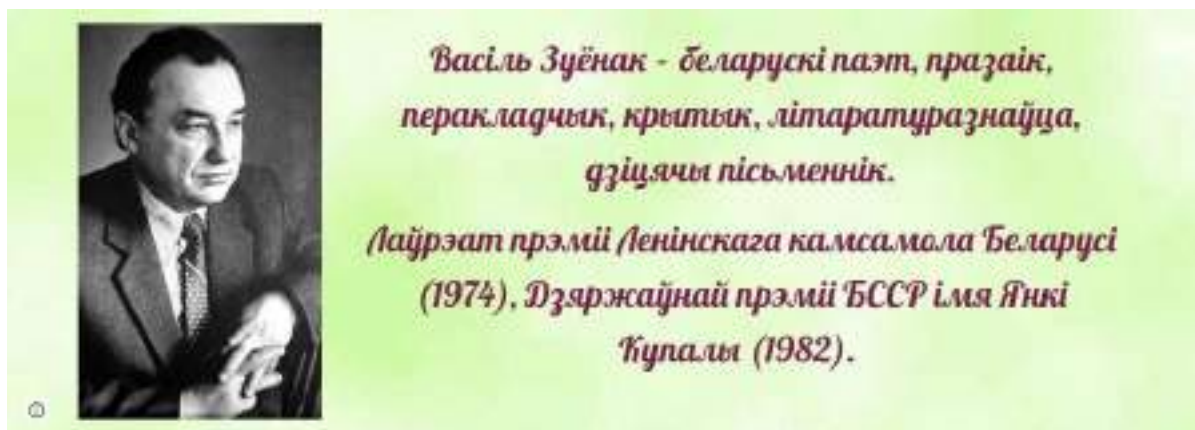 Васіль Зуёнак - беларускі паэт, празаік,
перакладчык, крытык, літаратуразнаўца,
дзіцячы пісьменнік.
Лаўрэат прэміі Ленінскага камсамола Беларусі
(1974), Дзяржаўнай прэміі БССР імя Янкі
Купалы (1982).